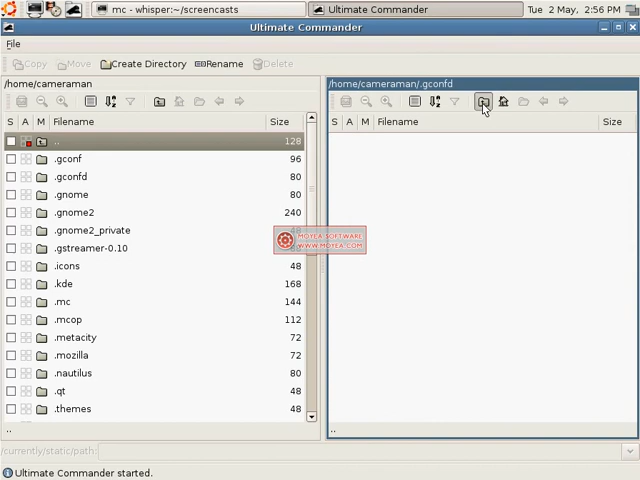 mc - whisper:~/screencasts
Ultimate Commander
Tue 2 May, 2:56 PM
Ultimate Commander
File
Copy Move Create Directory Rename Delete
/home/cameraman
/home/cameraman/.gconfd
S A M Filename Size
S A M Filename Size
.. 128
.gconf 96
.gconfd 80
.gnome 80
.gnome2 240
.gnome2_private
.gstreamer-0.10
.icons 48
.kde 168
.mc 144
.mcop 112
.metacity 72
.mozilla 72
.nautilus 80
.qt 48
.themes 48
MOYEA SOFTWARE
WWW.MOYEA.COM
..
..
/currently/static/path:
Ultimate Commander started.